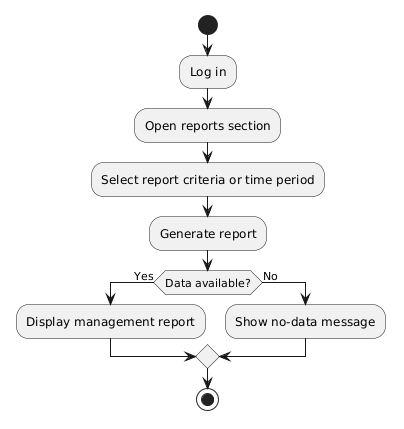 Log in
Open reports section
Select report criteria or time period
Generate report
Data available?
Yes
No
Display management report
Show no-data message